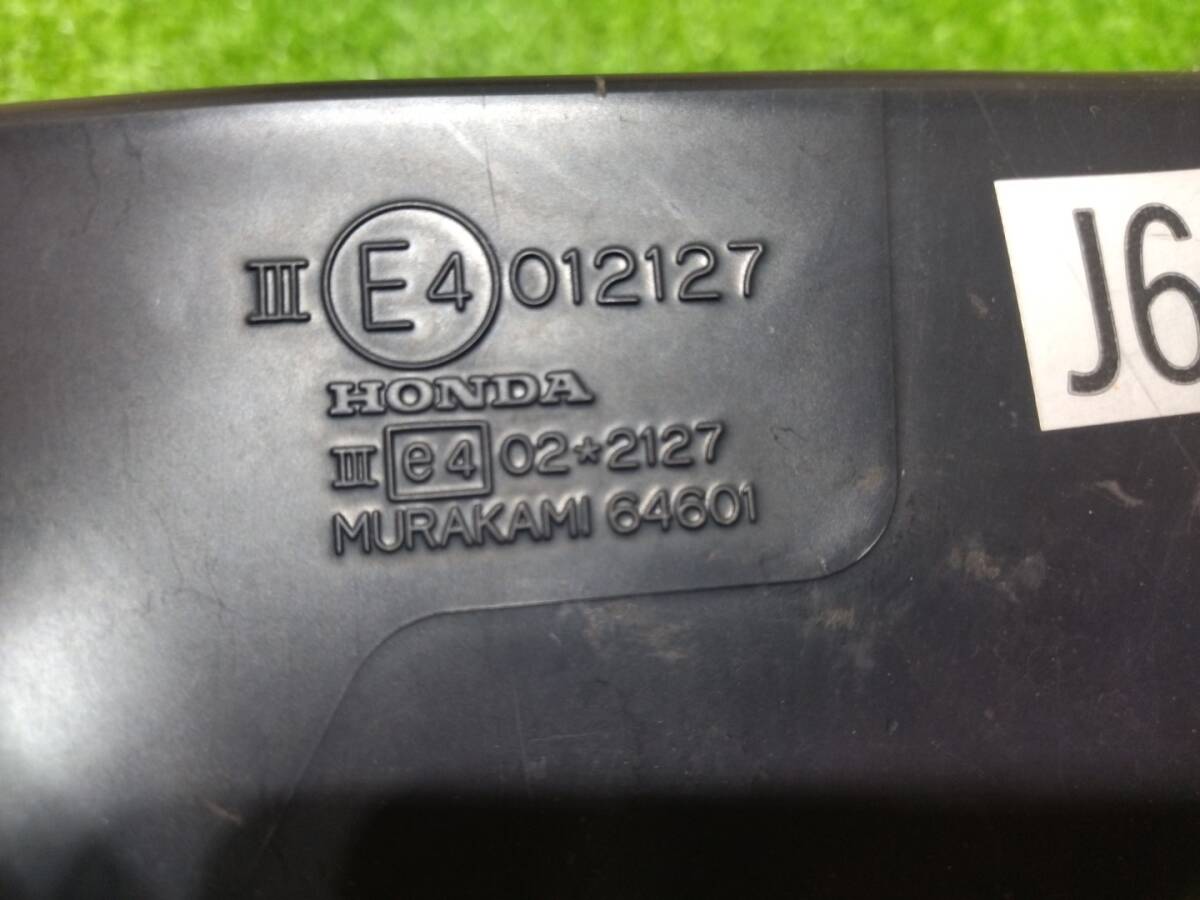 III E4 012127
HONDA
III e4 02*2127
MURAKAMI 64601
J6